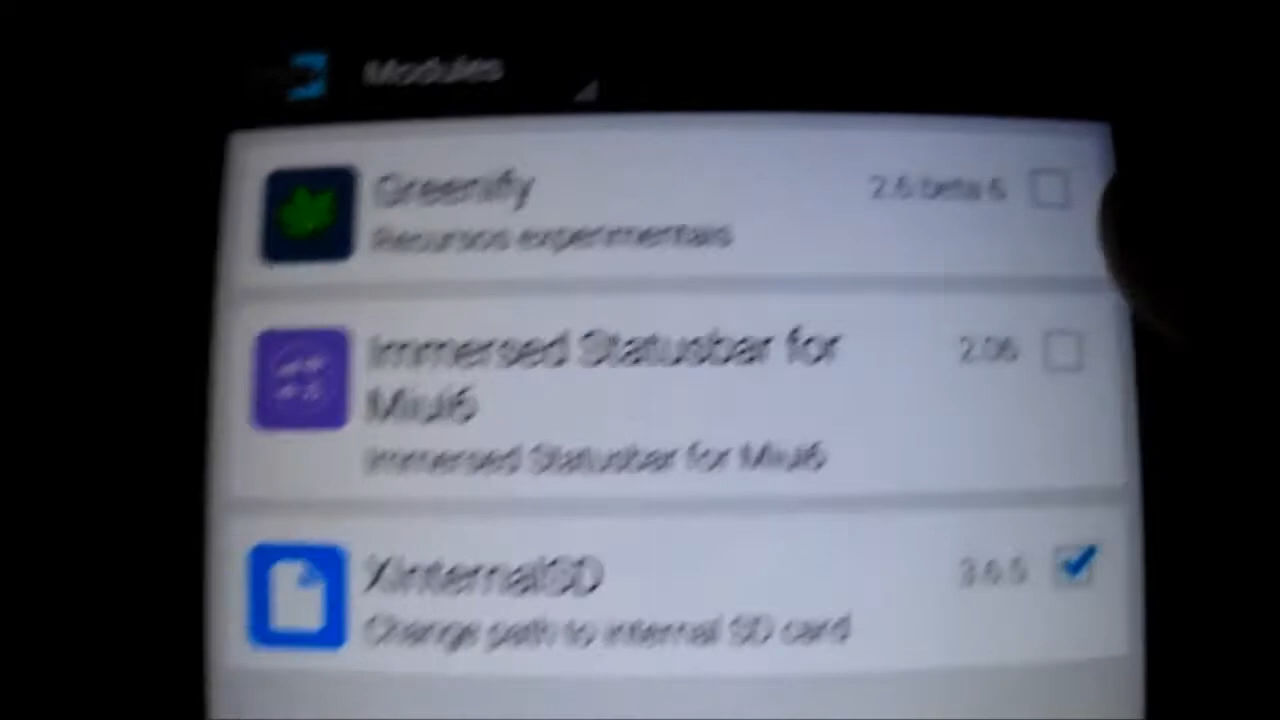 Modules
Greenify
2.6 beta 6
Recursos experimentais
Immersed Statusbar for
Miui6
2.06
Immersed Statusbar for Miui6
XInternalSD
3.6.5
Change path to internal SD card